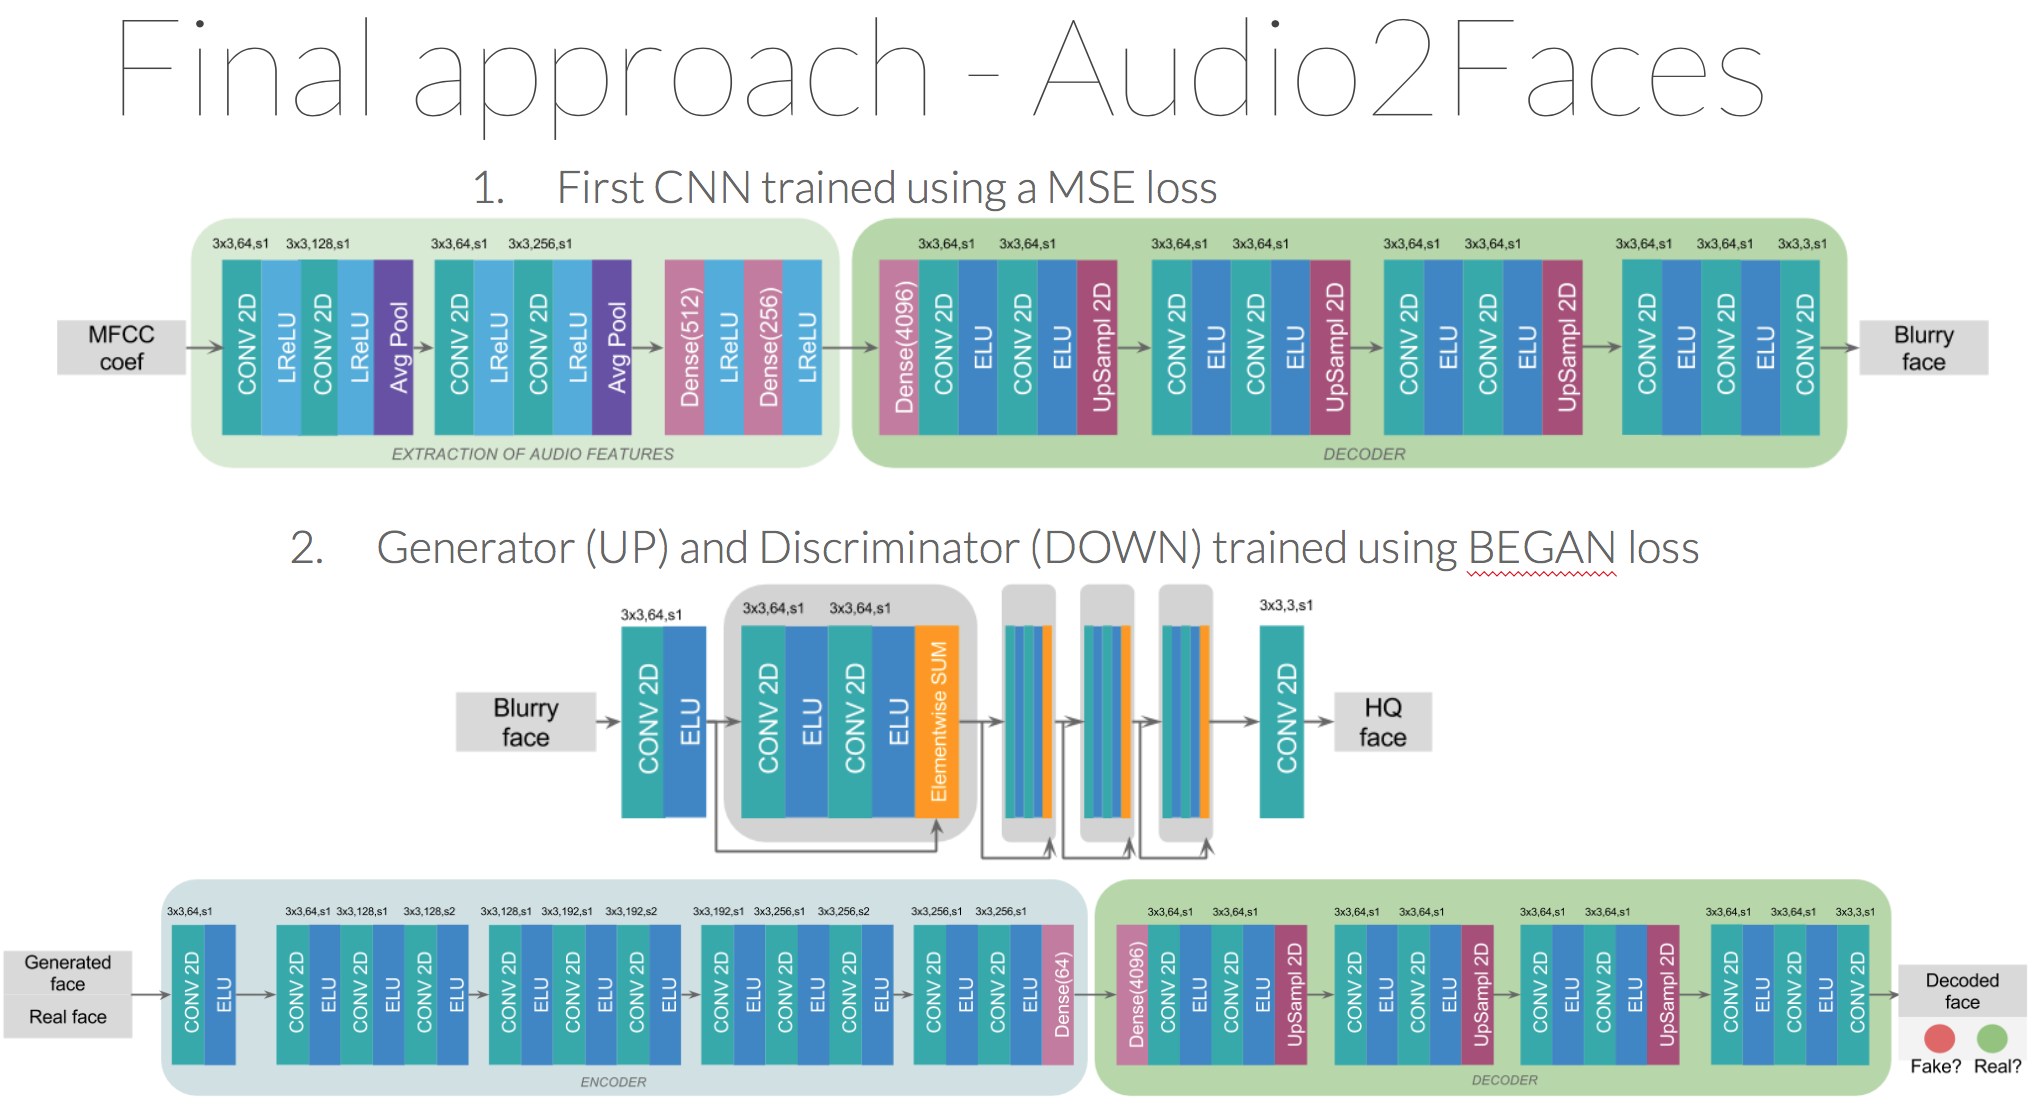 Final approach - Audio2Faces
1. First CNN trained using a MSE loss
3x3,64,s1 3x3,128,s1 3x3,64,s1 3x3,256,s1 3x3,64,s1 3x3,64,s1 3x3,64,s1 3x3,64,s1 3x3,64,s1 3x3,64,s1 3x3,64,s1 3x3,64,s1 3x3,3,s1
MFCC
coef
CONV 2D
LReLU
CONV 2D
LReLU
Avg Pool
CONV 2D
LReLU
CONV 2D
LReLU
Avg Pool
Dense(512)
LReLU
Dense(256)
LReLU
EXTRACTION OF AUDIO FEATURES
Dense(4096)
CONV 2D
ELU
CONV 2D
ELU
UpSampl 2D
CONV 2D
ELU
CONV 2D
ELU
UpSampl 2D
CONV 2D
ELU
CONV 2D
ELU
UpSampl 2D
CONV 2D
ELU
CONV 2D
ELU
CONV 2D
DECODER
Blurry
face
2. Generator (UP) and Discriminator (DOWN) trained using BEGAN loss
3x3,64,s1 3x3,64,s1 3x3,64,s1 3x3,3,s1
Blurry
face
CONV 2D
ELU
CONV 2D
ELU
CONV 2D
ELU
Elementwise SUM
CONV 2D
HQ
face
3x3,64,s1 3x3,64,s1 3x3,128,s1 3x3,128,s2 3x3,128,s1 3x3,192,s1 3x3,192,s2 3x3,192,s1 3x3,256,s1 3x3,256,s2 3x3,256,s1 3x3,256,s1 3x3,64,s1 3x3,64,s1 3x3,64,s1 3x3,64,s1 3x3,64,s1 3x3,64,s1 3x3,64,s1 3x3,64,s1 3x3,3,s1
Generated
face
Real face
CONV 2D
ELU
CONV 2D
ELU
CONV 2D
ELU
CONV 2D
ELU
CONV 2D
ELU
CONV 2D
ELU
CONV 2D
ELU
CONV 2D
ELU
CONV 2D
ELU
CONV 2D
ELU
CONV 2D
ELU
CONV 2D
ELU
Dense(64)
ENCODER
Dense(4096)
CONV 2D
ELU
CONV 2D
ELU
UpSampl 2D
CONV 2D
ELU
CONV 2D
ELU
UpSampl 2D
CONV 2D
ELU
CONV 2D
ELU
UpSampl 2D
CONV 2D
ELU
CONV 2D
ELU
CONV 2D
DECODER
Decoded
face
Fake? Real?